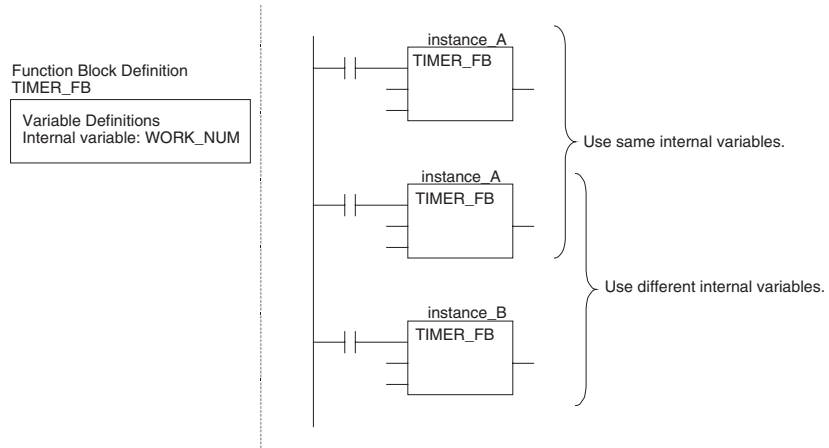 Function Block Definition
TIMER_FB
Variable Definitions
Internal variable: WORK_NUM
instance_A
TIMER_FB
Use same internal variables.
instance_A
TIMER_FB
Use different internal variables.
instance_B
TIMER_FB